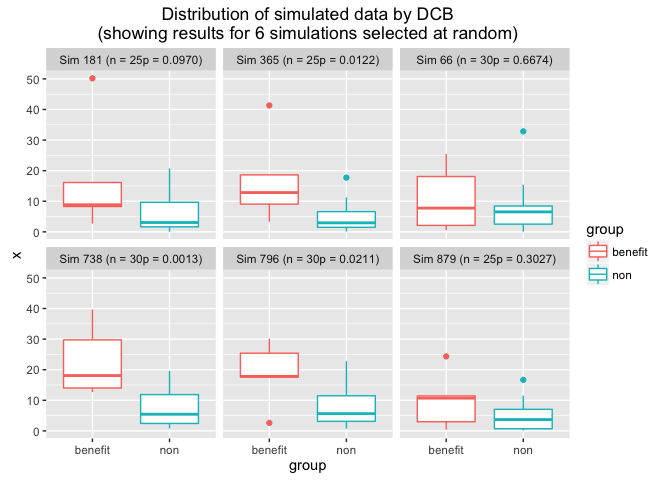 Distribution of simulated data by DCB
(showing results for 6 simulations selected at random)
Sim 181 (n = 25p = 0.0970)
Sim 365 (n = 25p = 0.0122)
Sim 66 (n = 30p = 0.6674)
50
40
30
20
10
0
Sim 738 (n = 30p = 0.0013)
Sim 796 (n = 30p = 0.0211)
Sim 879 (n = 25p = 0.3027)
50
40
30
20
10
0
x
benefit
non
benefit
non
benefit
non
group
group
benefit
non